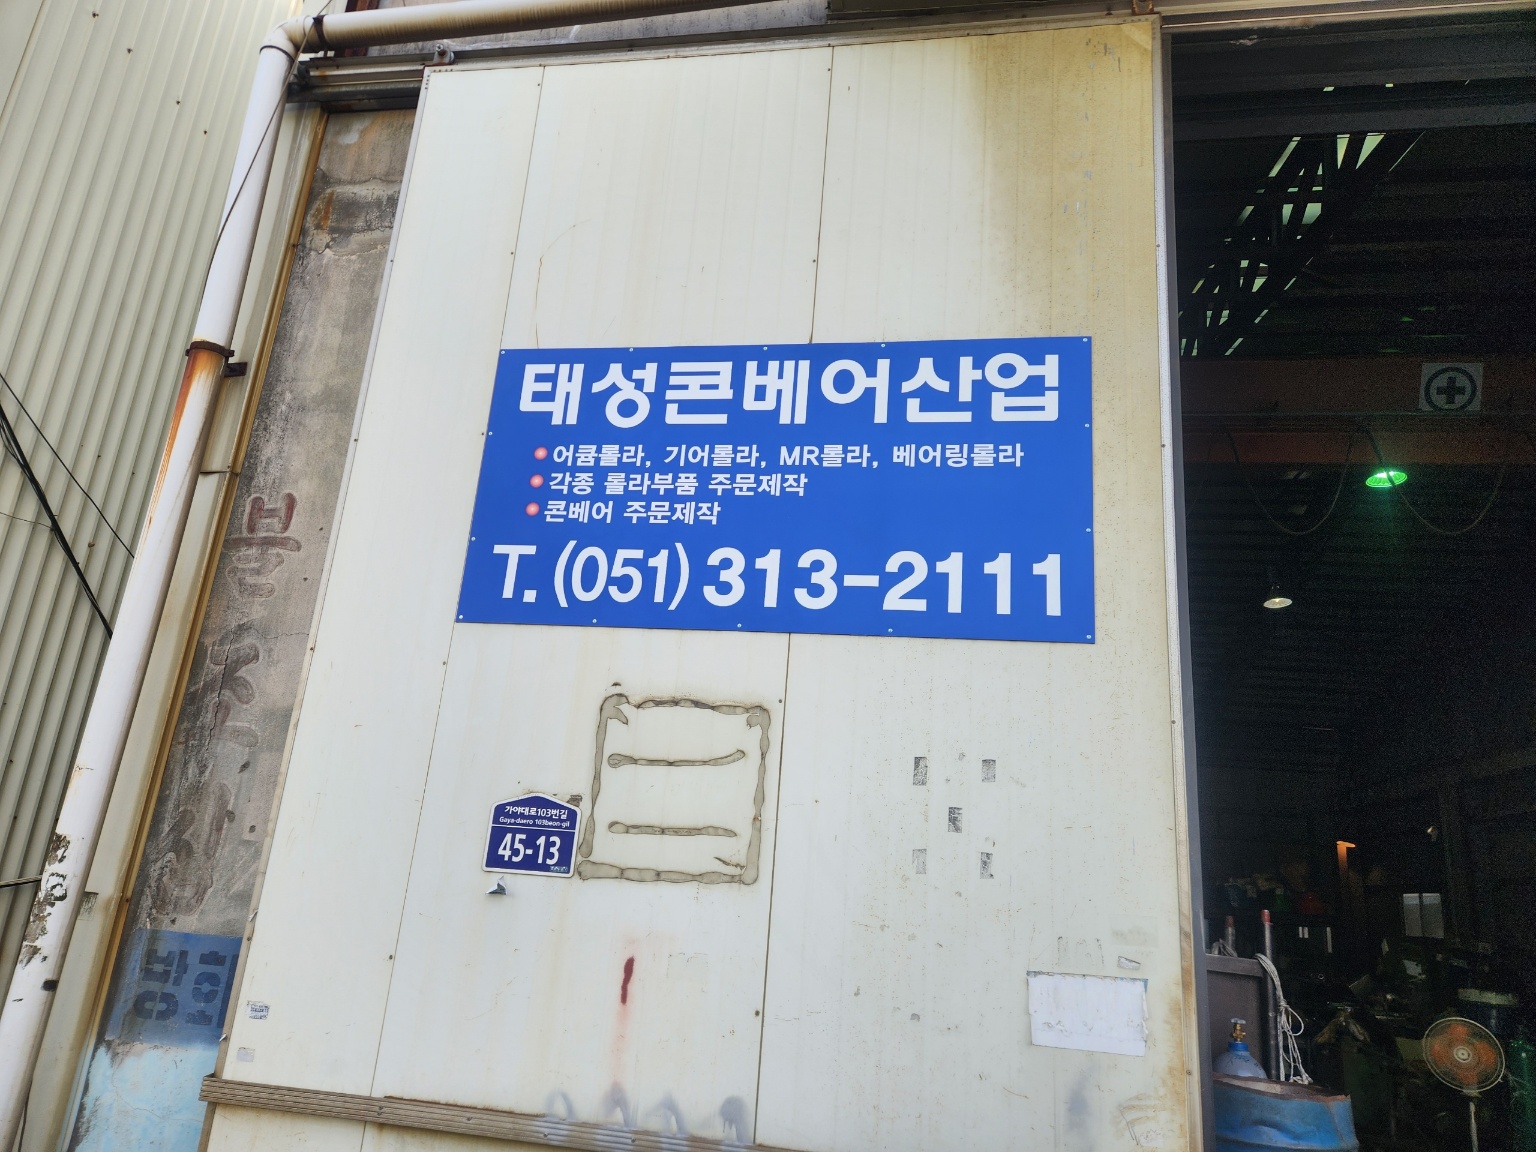 태성콘베어산업
어큠롤라, 기어롤라, MR롤라, 베어링롤라
각종 롤라부품 주문제작
콘베어 주문제작
T. (051) 313-2111
가야대로103번길
Gaya-daero 103beon-gil
45-13